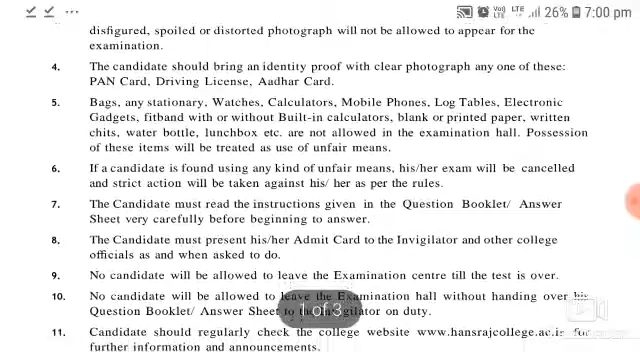 Vo) LTE
LTE 26% 7:00 pm
disfigured, spoiled or distorted photograph will not be allowed to appear for the
examination.
4. The candidate should bring an identity proof with clear photograph any one of these:
PAN Card, Driving License, Aadhar Card.
5. Bags, any stationary, Watches, Calculators, Mobile Phones, Log Tables, Electronic
Gadgets, fitband with or without Built-in calculators, blank or printed paper, written
chits, water bottle, lunchbox etc. are not allowed in the examination hall. Possession
of these items will be treated as use of unfair means.
6. If a candidate is found using any kind of unfair means, his/her exam will be cancelled
and strict action will be taken against his/ her as per the rules.
7. The Candidate must read the instructions given in the Question Booklet/ Answer
Sheet very carefully before beginning to answer.
8. The Candidate must present his/her Admit Card to the Invigilator and other college
officials as and when asked to do.
9. No candidate will be allowed to leave the Examination centre till the test is over.
10. No candidate will be allowed to leave the Examination hall without handing over his
Question Booklet/ Answer Sheet to the Invigilator on duty.
1 of 3
11. Candidate should regularly check the college website www.hansrajcollege.ac.in for
further information and announcements.